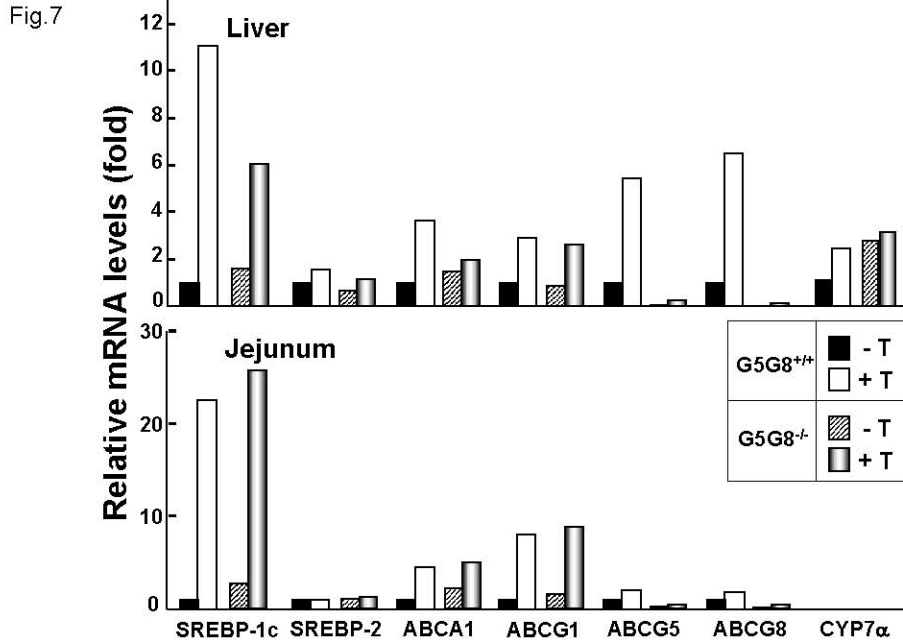 Fig.7
Relative mRNA levels (fold)
Liver
12
10
8
6
4
2
0
Jejunum
30
20
10
0
SREBP-1c SREBP-2 ABCA1 ABCG1 ABCG5 ABCG8 CYP7α
G5G8+/+
- T
+ T
G5G8-/-
- T
+ T